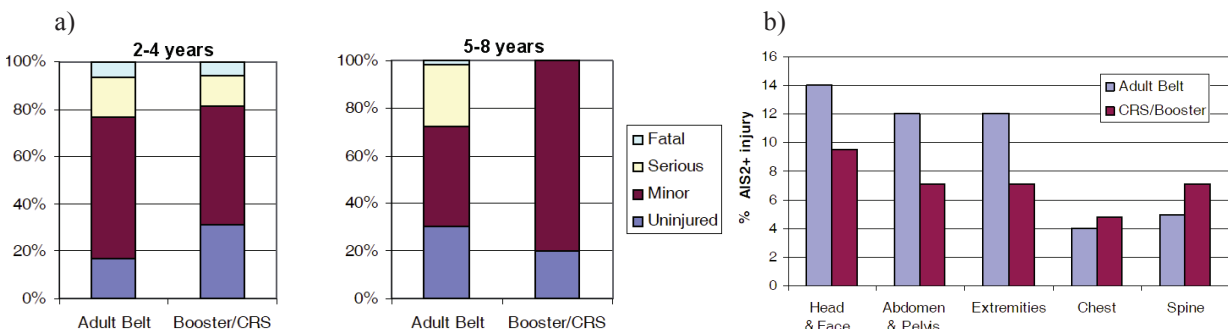 a)
2-4 years
100%
80%
60%
40%
20%
0%
Adult Belt Booster/CRS
5-8 years
100%
80%
60%
40%
20%
0%
Adult Belt Booster/CRS
Fatal
Serious
Minor
Uninjured
b)
% AIS2+ injury
16
14
12
10
8
6
4
2
0
Adult Belt
CRS/Booster
Head Abdomen Extremities Chest Spine
& Face & Pelvis